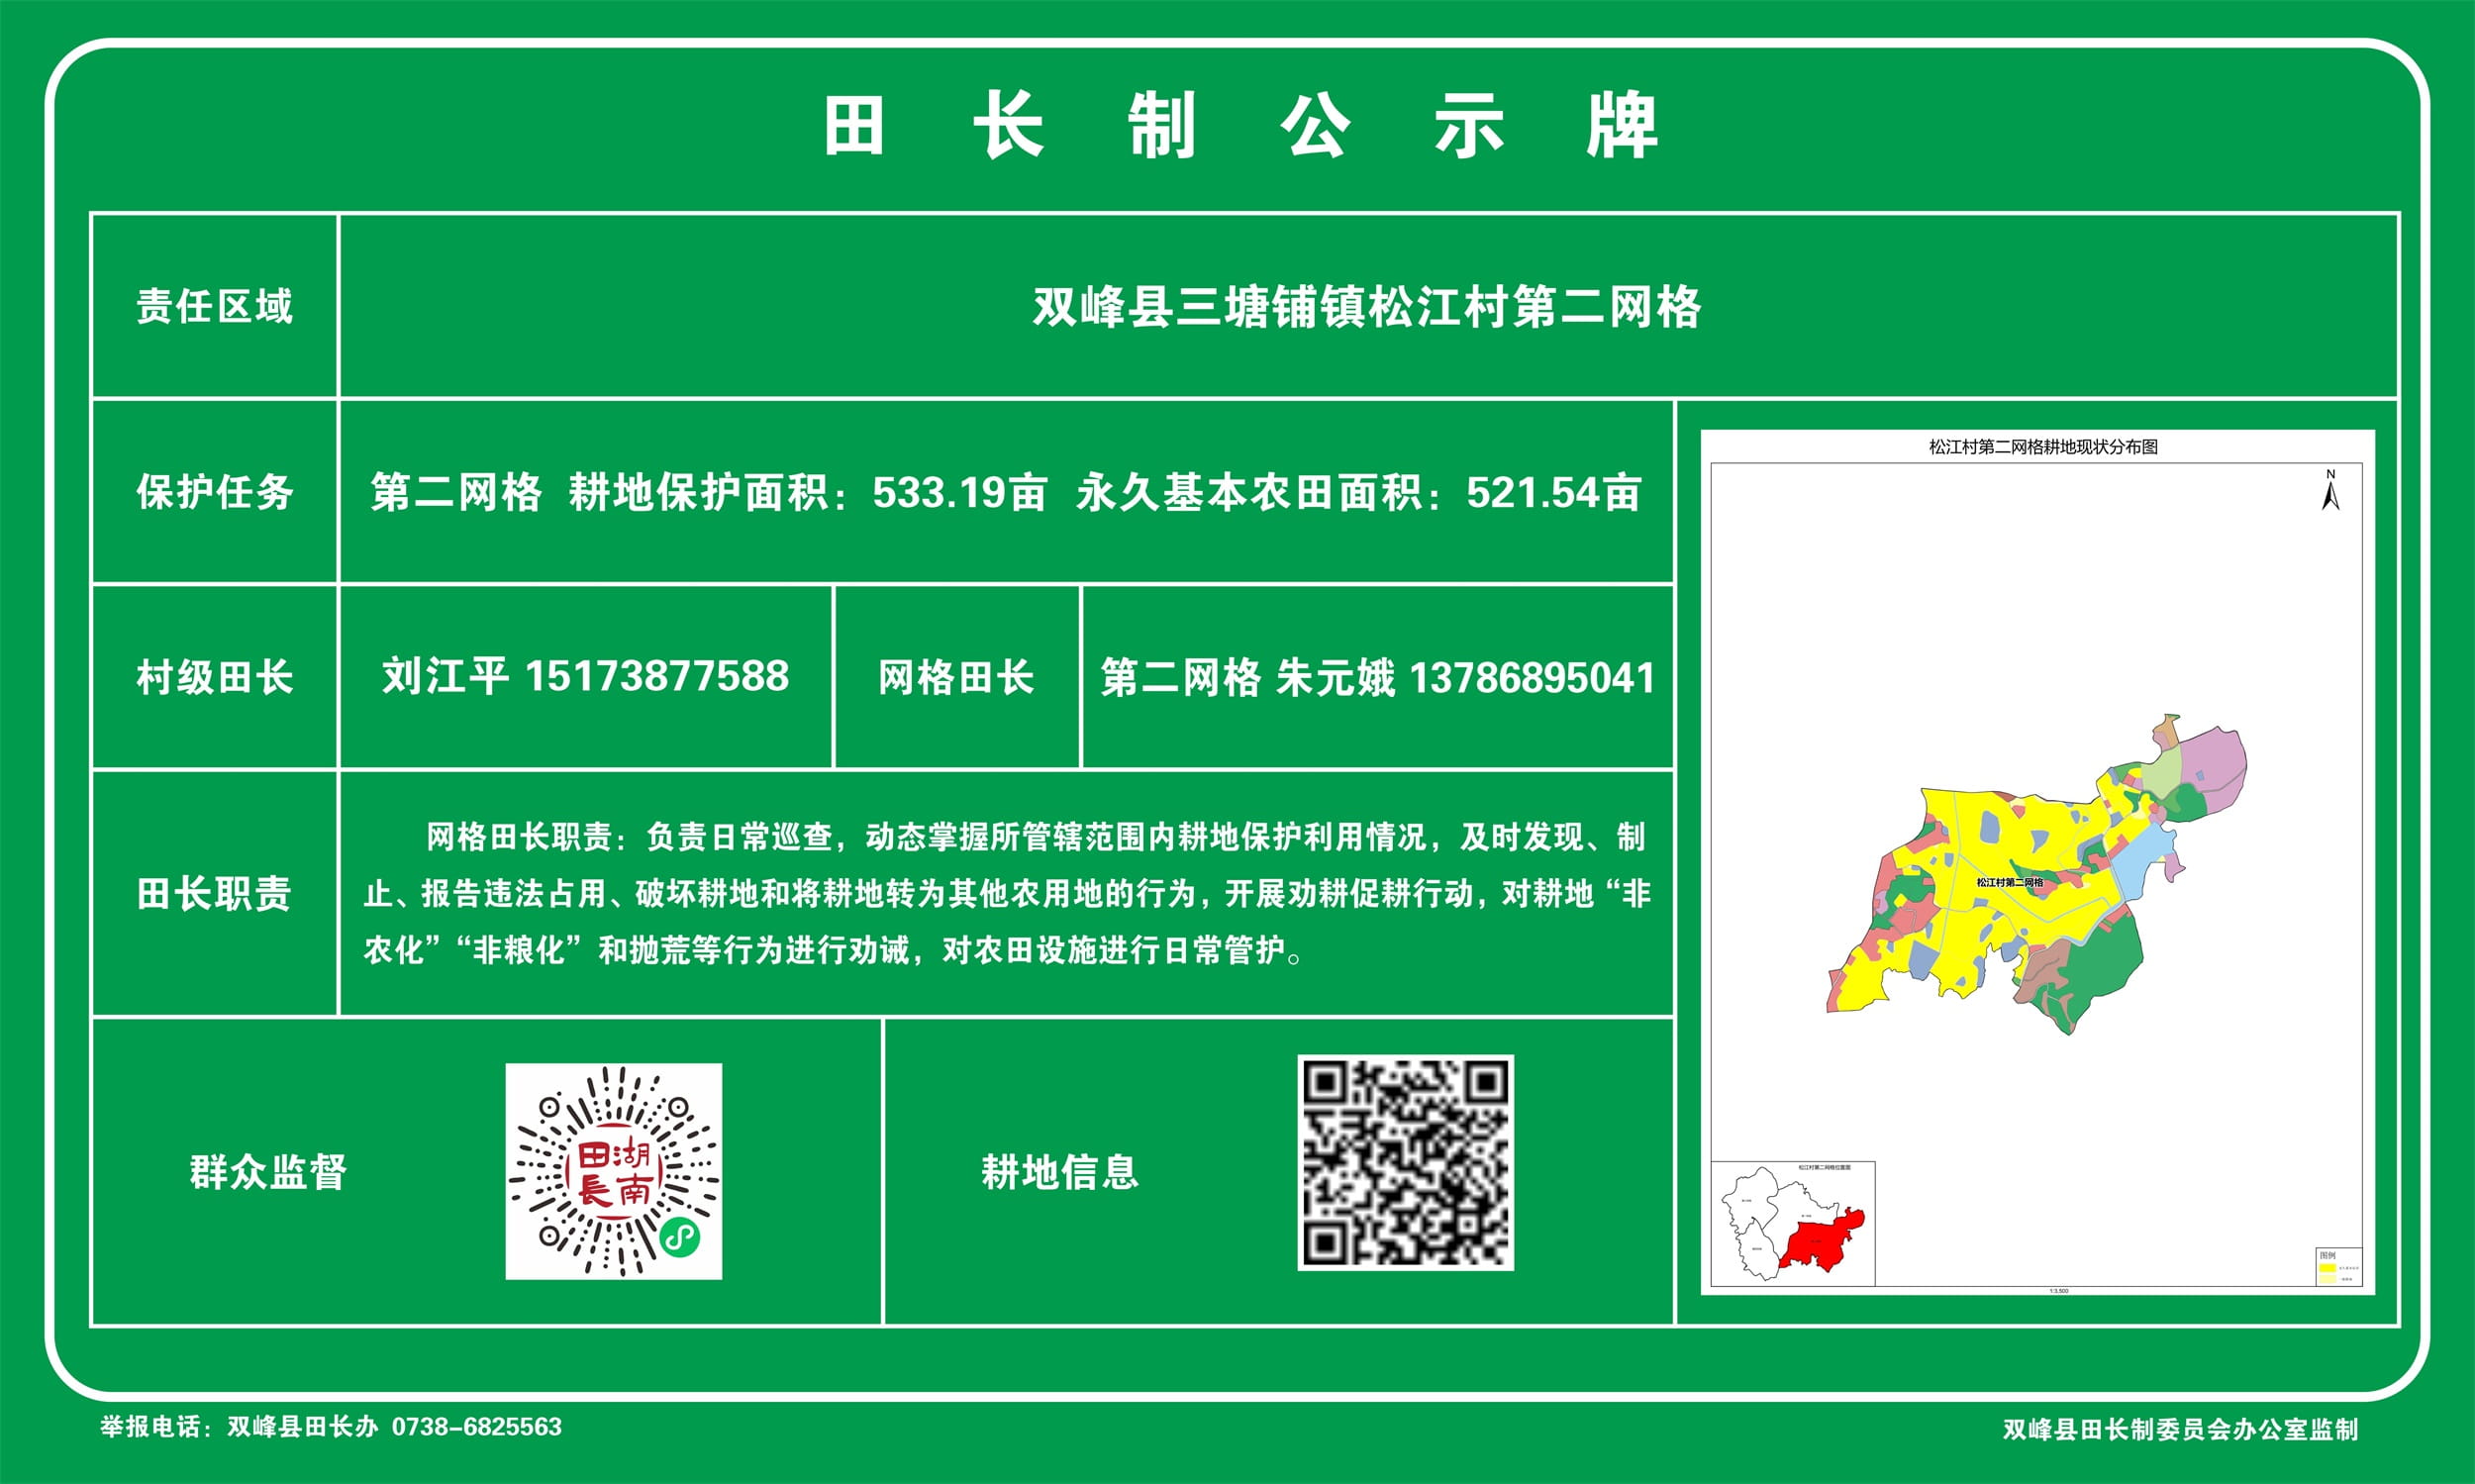 田长制公示牌
责任区域
双峰县三塘铺镇松江村第二网格
保护任务
第二网格 耕地保护面积：533.19亩 永久基本农田面积：521.54亩
村级田长
刘江平 15173877588
网格田长
第二网格 朱元娥 13786895041
田长职责
网格田长职责：负责日常巡查，动态掌握所管辖范围内耕地保护利用情况，及时发现、制
止、报告违法占用、破坏耕地和将耕地转为其他农用地的行为，开展劝耕促耕行动，对耕地“非
农化”“非粮化”和抛荒等行为进行劝诫，对农田设施进行日常管护。
群众监督
湖南
田長
耕地信息
松江村第二网格耕地现状分布图
N
松江村第二网格
松江村第二网格位置图
图例
1:3,500
举报电话：双峰县田长办 0738-6825563
双峰县田长制委员会办公室监制